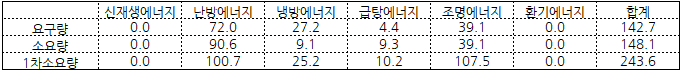 신재생에너지 난방에너지 냉방에너지 급탕에너지 조명에너지 환기에너지 합계
요구량 0.0 72.0 27.2 4.4 39.1 0.0 142.7
소요량 0.0 90.6 9.1 9.3 39.1 0.0 148.1
1차소요량 0.0 100.7 25.2 10.2 107.5 0.0 243.6